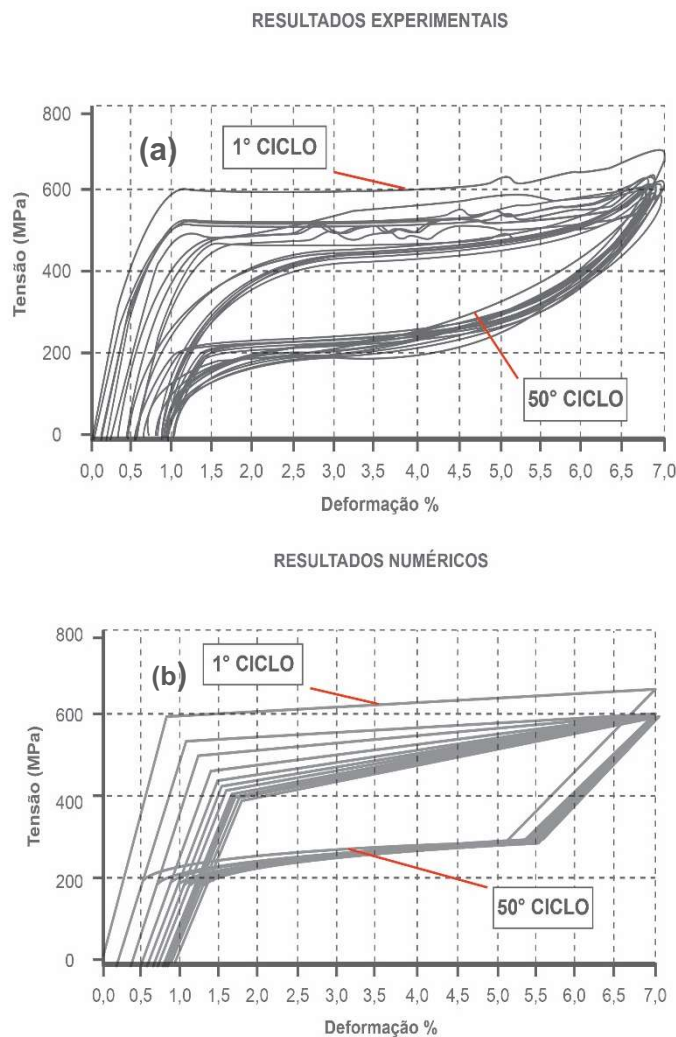 RESULTADOS EXPERIMENTAIS
800
600
400
200
0
Tensão (MPa)
(a)
1° CICLO
50° CICLO
0,0 0,5 1,0 1,5 2,0 2,5 3,0 3,5 4,0 4,5 5,0 5,5 6,0 6,5 7,0
Deformação %
RESULTADOS NUMÉRICOS
800
600
400
200
0
Tensão (MPa)
(b)
1° CICLO
50° CICLO
0,0 0,5 1,0 2,5 2,0 2,5 3,0 3,5 4,0 4,5 5,0 5,5 6,0 6,5 7,0
Deformação %